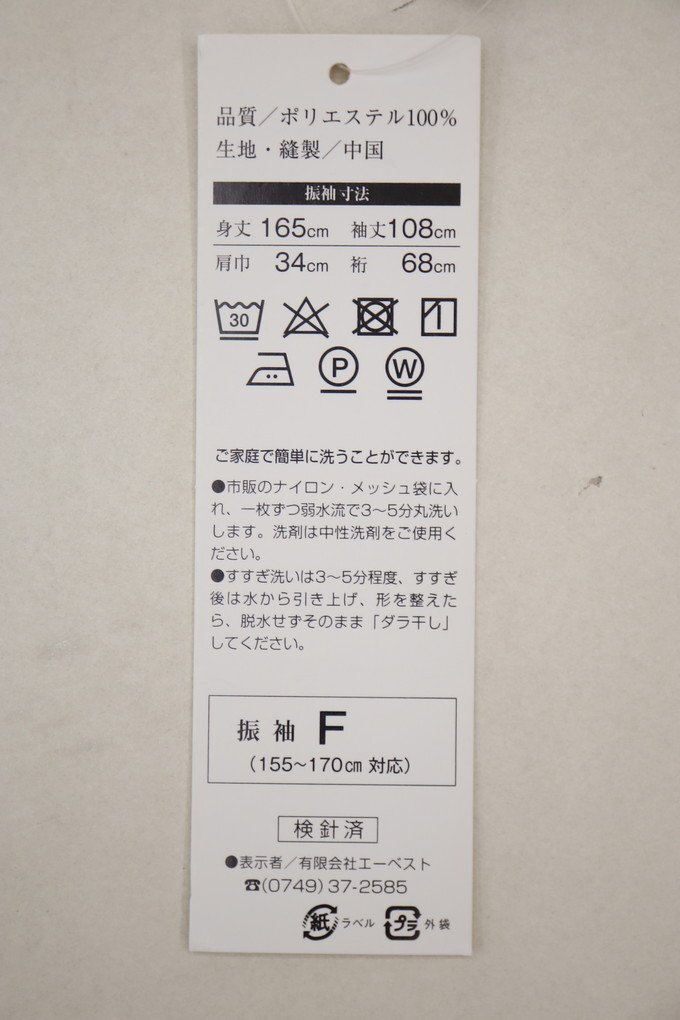 品質／ポリエステル100%
生地・縫製／中国
振袖寸法
身丈 165cm 袖丈108cm
肩巾 34cm 裄 68cm
30
P W
ご家庭で簡単に洗うことができます。
●市販のナイロン・メッシュ袋に入
れ、一枚ずつ弱水流で3〜5分丸洗い
します。洗剤は中性洗剤をご使用く
ださい。
●すすぎ洗いは3〜5分程度、すすぎ
後は水から引き上げ、形を整えた
ら、脱水せずそのまま「ダラ干し」
してください。
振袖 F
（155〜170㎝対応）
検針済
●表示者／有限会社エーベスト
☎(0749)37-2585
紙 ラベル プラ 外袋